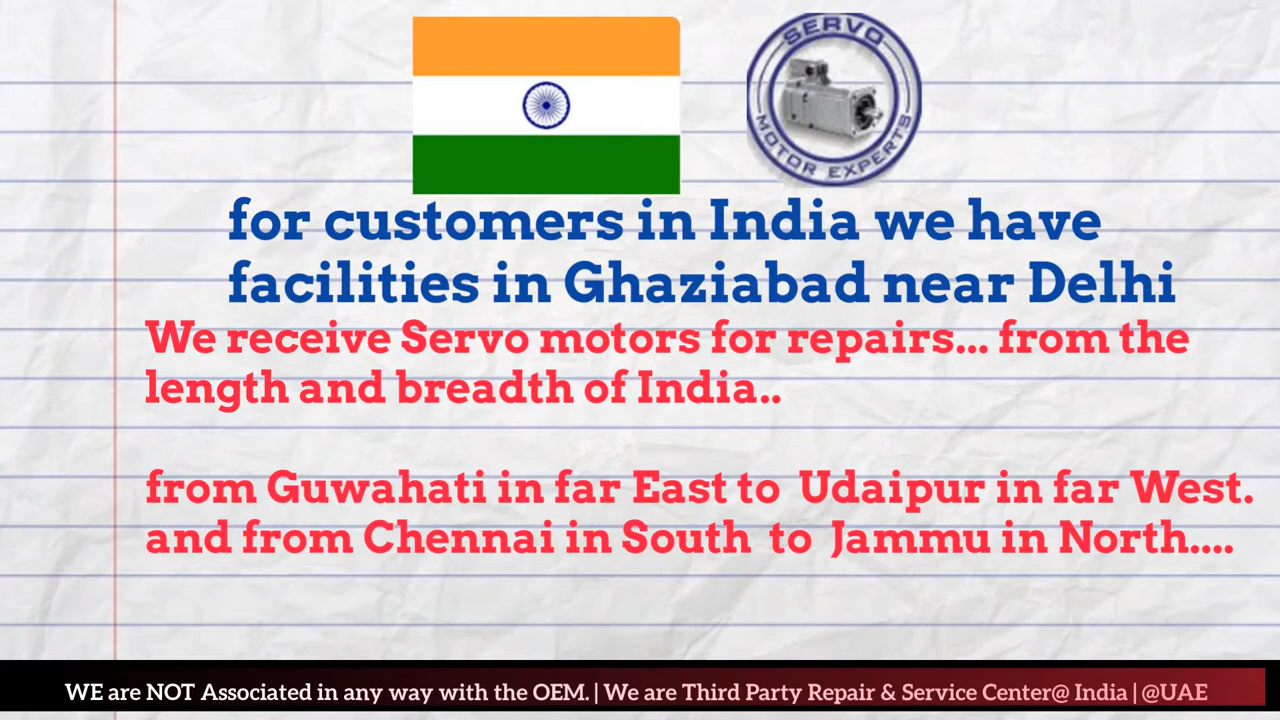 SERVO
MOTOR EXPERTS
for customers in India we have
facilities in Ghaziabad near Delhi
We receive Servo motors for repairs... from the
length and breadth of India..
from Guwahati in far East to Udaipur in far West.
and from Chennai in South to Jammu in North....
WE are NOT Associated in any way with the OEM. | We are Third Party Repair & Service Center@ India | @UAE